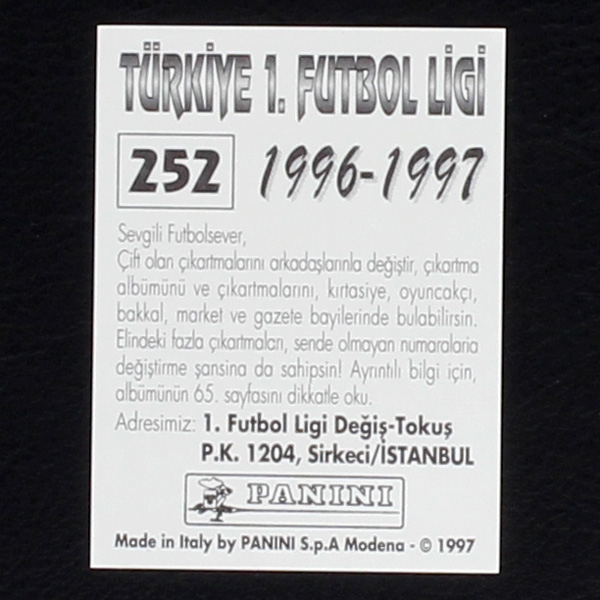 TÜRKİYE 1. FUTBOL LİGİ
252 1996-1997
Sevgili Futbolsever,
Çift olan çıkartmalarını arkadaşlarınla değiştir, çıkartma
albümünü ve çıkartmalarını, kırtasiye, oyuncakçı,
bakkal, market ve gazete bayilerinde bulabilirsin.
Elindeki fazla çıkartmaları, sende olmayan numaralarla
değiştirme şansina da sahipsin! Ayrıntılı bilgi için,
albümünün 65. sayfasını dikkatle oku.
Adresimiz: 1. Futbol Ligi Değiş-Tokuş
P.K. 1204, Sirkeci/İSTANBUL
PANINI
Made in Italy by PANINI S.p.A Modena - © 1997